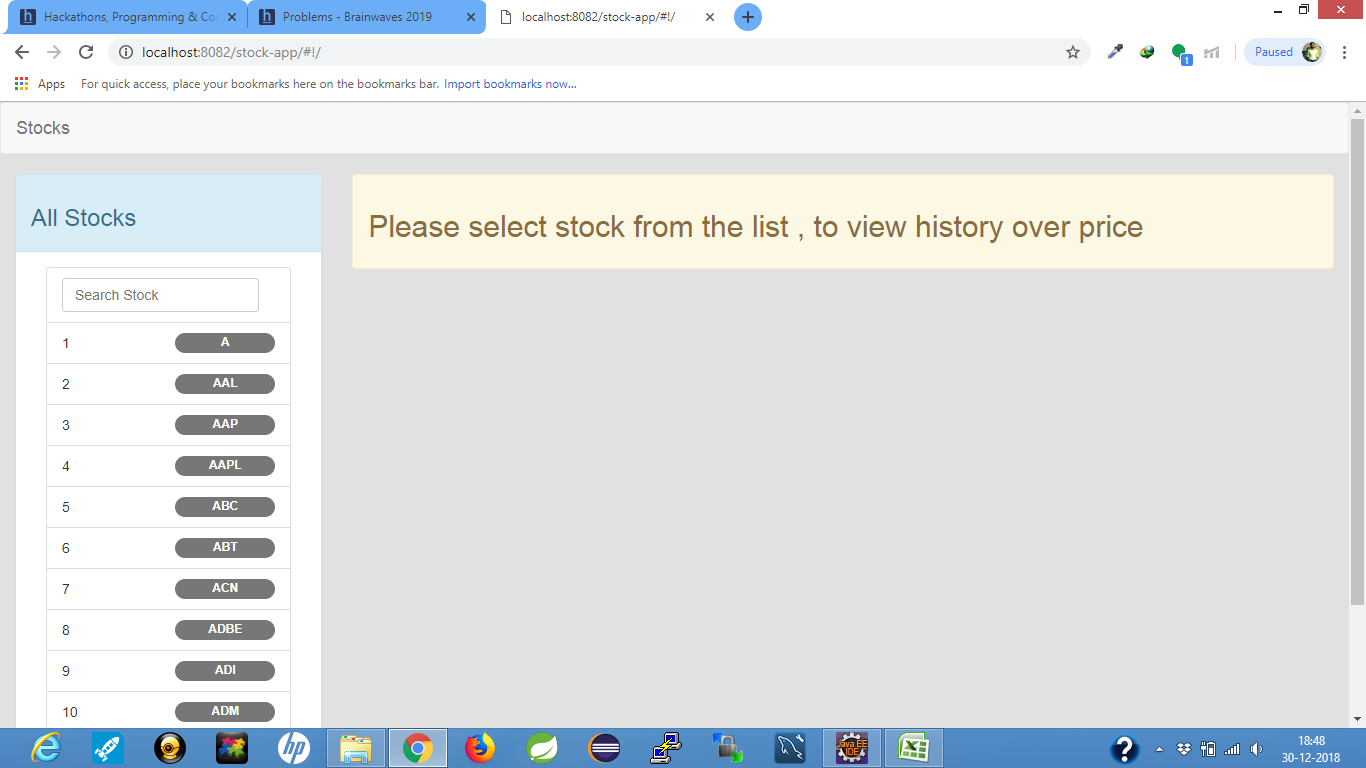 Hackathons, Programming & Co
Problems - Brainwaves 2019
localhost:8082/stock-app/#!/
localhost:8082/stock-app/#!/
1
Paused
Apps
For quick access, place your bookmarks here on the bookmarks bar. Import bookmarks now...
Stocks
All Stocks
Please select stock from the list , to view history over price
Search Stock
1 A
2 AAL
3 AAP
4 AAPL
5 ABC
6 ABT
7 ACN
8 ADBE
9 ADI
10 ADM
hp
Java EE
IDE
18:48
30-12-2018